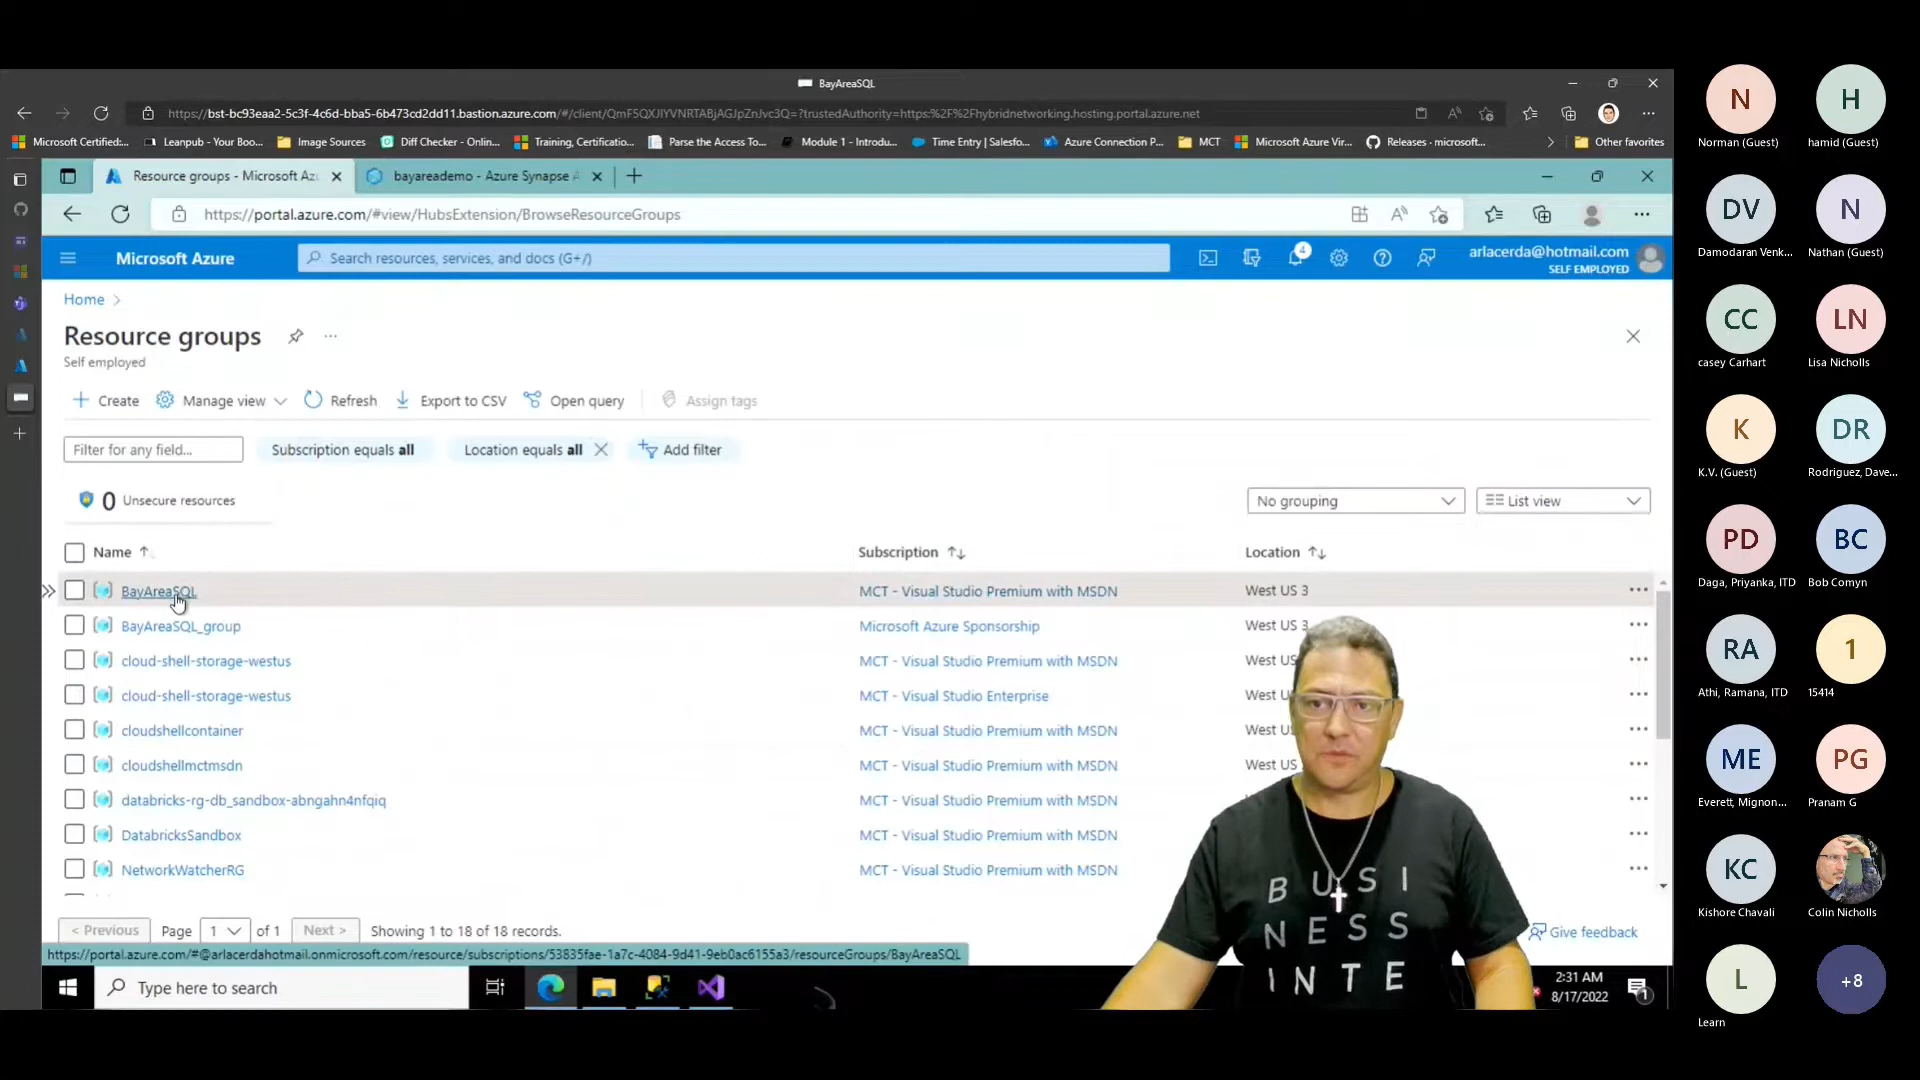 BayAreaSQL
https://bst-bc93eaa2-5c3f-4c6d-bba5-6b473cd2dd11.bastion.azure.com/#/client/QmF5QXJlYVNRTABjAGJpZnJvc3Q=?trustedAuthority=https:%2F%2Fhybridnetworking.hosting.portal.azure.net
Microsoft Certified:... Leanpub - Your Boo... Image Sources Diff Checker - Onlin... Training, Certificatio... Parse the Access To... Module 1 - Introdu... Time Entry | Salesfo... Azure Connection P... MCT Microsoft Azure Vir... Releases · microsoft... Other favorites
Resource groups - Microsoft Az bayareademo - Azure Synapse A
https://portal.azure.com/#view/HubsExtension/BrowseResourceGroups
Microsoft Azure Search resources, services, and docs (G+/) 4 arlacerda@hotmail.com
SELF EMPLOYED
Home
Resource groups
Self employed
Create Manage view Refresh Export to CSV Open query Assign tags
Filter for any field... Subscription equals all Location equals all Add filter
0 Unsecure resources No grouping List view
Name Subscription Location
BayAreaSQL MCT - Visual Studio Premium with MSDN West US 3
BayAreaSQL_group Microsoft Azure Sponsorship West US 3
cloud-shell-storage-westus MCT - Visual Studio Premium with MSDN West US
cloud-shell-storage-westus MCT - Visual Studio Enterprise West US
cloudshellcontainer MCT - Visual Studio Premium with MSDN West US
cloudshellmctmsdn MCT - Visual Studio Premium with MSDN West US
databricks-rg-db_sandbox-abngahn4nfqiq MCT - Visual Studio Premium with MSDN
DatabricksSandbox MCT - Visual Studio Premium with MSDN
NetworkWatcherRG MCT - Visual Studio Premium with MSDN
< Previous Page 1 of 1 Next > Showing 1 to 18 of 18 records. Give feedback
https://portal.azure.com/#@arlacerdahotmail.onmicrosoft.com/resource/subscriptions/53835fae-1a7c-4084-9d41-9eb0ac6155a3/resourceGroups/BayAreaSQL
Type here to search
2:31 AM
8/17/2022
1
BUSI
NESS
INTE
N H
Norman (Guest) hamid (Guest)
DV N
Damodaran Venk... Nathan (Guest)
CC LN
casey Carhart Lisa Nicholls
K DR
K.V. (Guest) Rodriguez, Dave...
PD BC
Daga, Priyanka, ITD Bob Comyn
RA 1
Athi, Ramana, ITD 15414
ME PG
Everett, Mignon... Pranam G
KC
Kishore Chavali Colin Nicholls
L +8
Learn